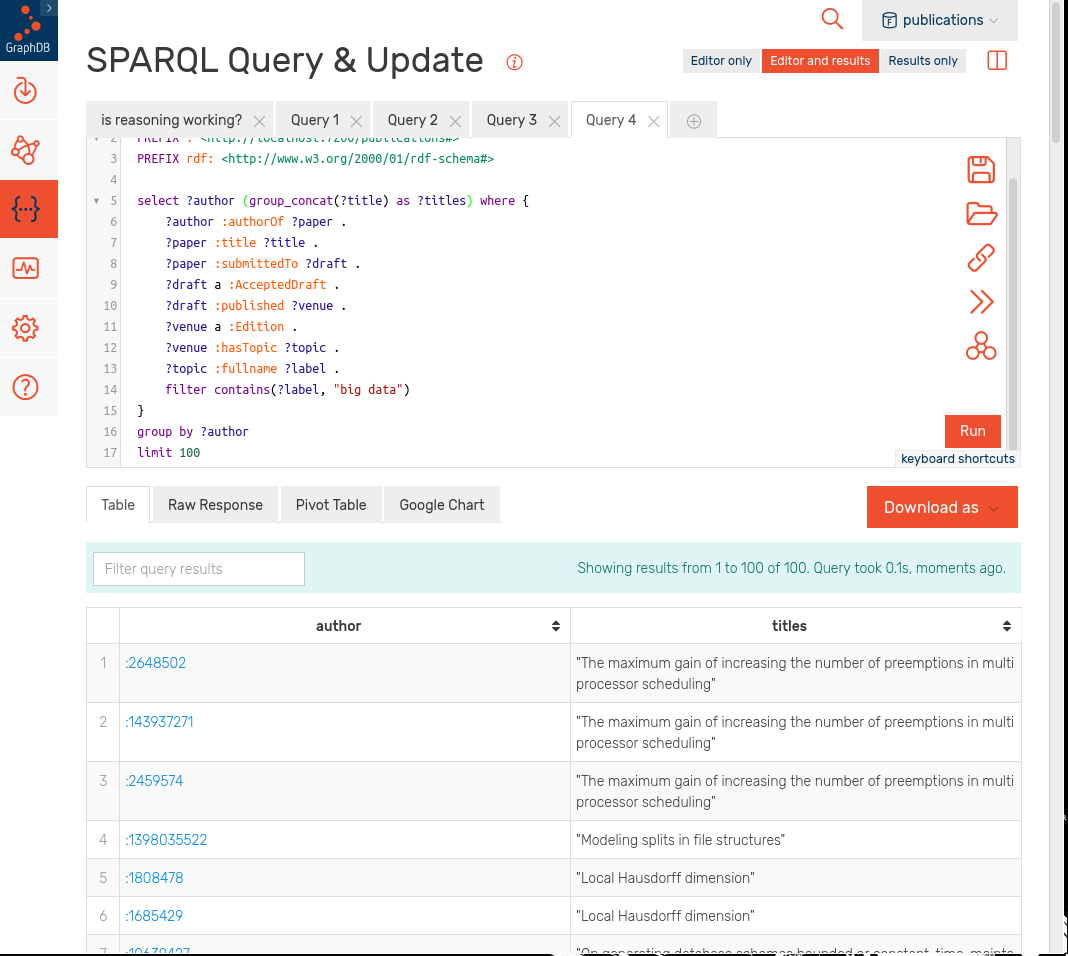 GraphDB
publications
SPARQL Query & Update
Editor only
Editor and results
Results only
is reasoning working?
Query 1
Query 2
Query 3
Query 4
2 PREFIX : <http://localhost:7200/publications#>
3 PREFIX rdf: <http://www.w3.org/2000/01/rdf-schema#>
4
5 select ?author (group_concat(?title) as ?titles) where {
6 ?author :authorOf ?paper .
7 ?paper :title ?title .
8 ?paper :submittedTo ?draft .
9 ?draft a :AcceptedDraft .
10 ?draft :published ?venue .
11 ?venue a :Edition .
12 ?venue :hasTopic ?topic .
13 ?topic :fullname ?label .
14 filter contains(?label, "big data")
15 }
16 group by ?author
17 limit 100
Run
keyboard shortcuts
Table
Raw Response
Pivot Table
Google Chart
Download as
Filter query results
Showing results from 1 to 100 of 100. Query took 0.1s, moments ago.
author
titles
1 :2648502 "The maximum gain of increasing the number of preemptions in multi
processor scheduling"
2 :143937271 "The maximum gain of increasing the number of preemptions in multi
processor scheduling"
3 :2459574 "The maximum gain of increasing the number of preemptions in multi
processor scheduling"
4 :1398035522 "Modeling splits in file structures"
5 :1808478 "Local Hausdorff dimension"
6 :1685429 "Local Hausdorff dimension"
7 "On generating database schemes bounded or constant-time-mainte